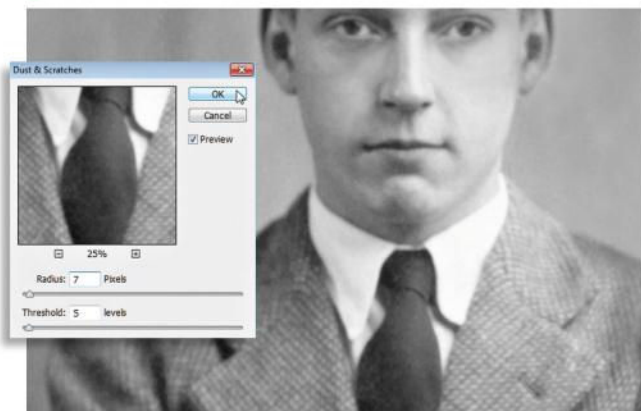 Dust & Scratches
OK
Cancel
Preview
25%
Radius: 7 Pixels
Threshold: 5 levels